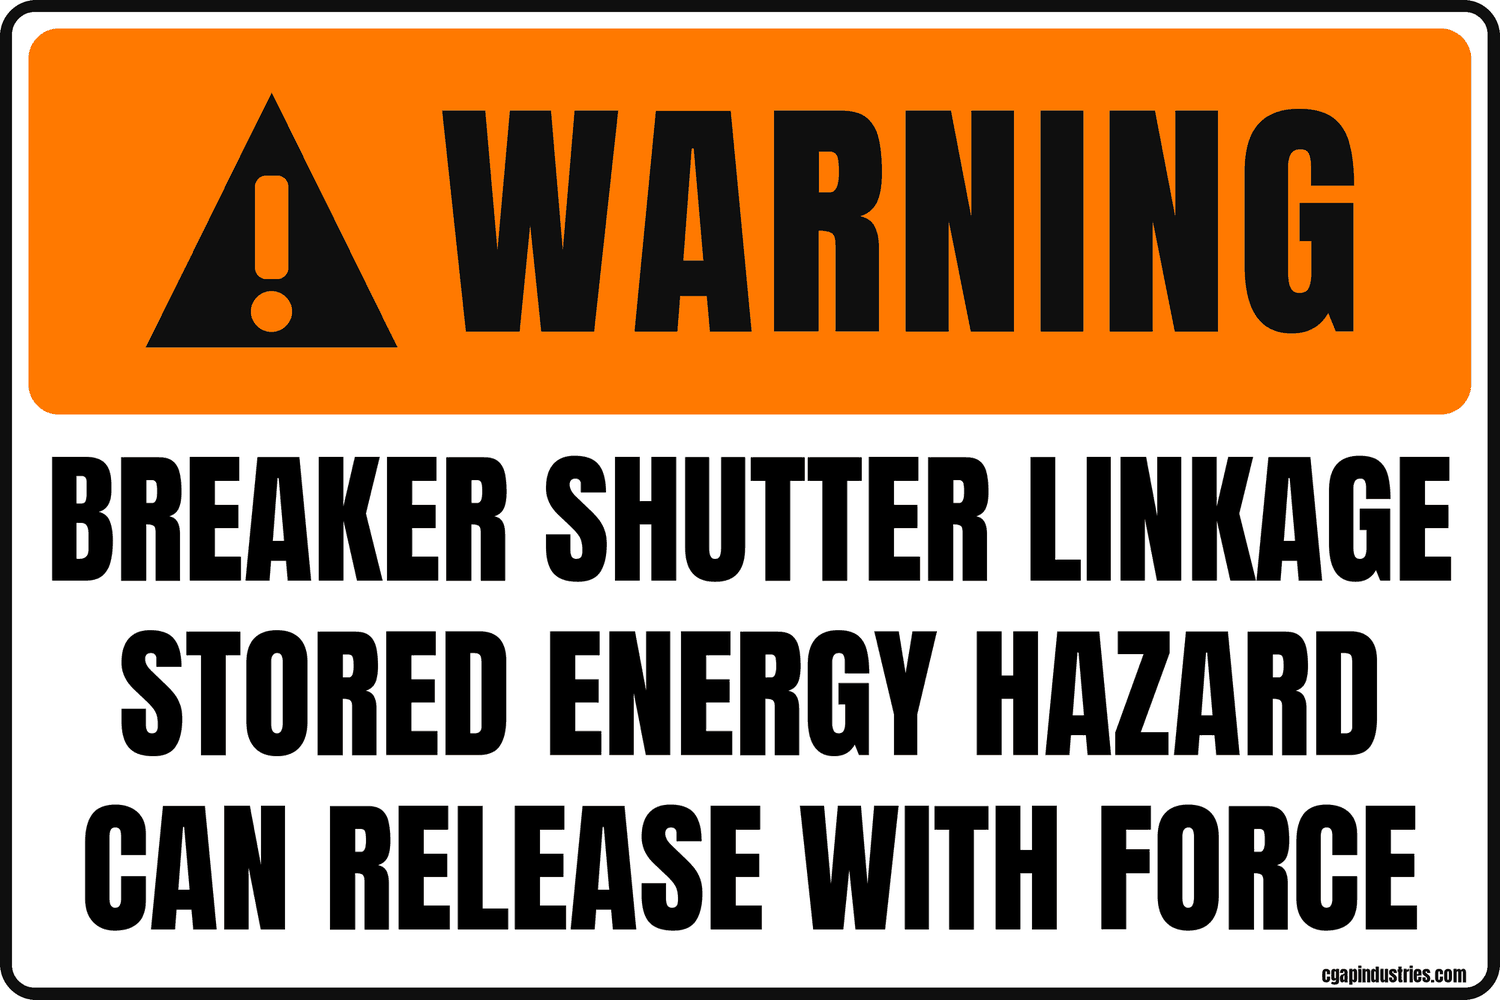 WARNING
BREAKER SHUTTER LINKAGE
STORED ENERGY HAZARD
CAN RELEASE WITH FORCE
cgapindustries.com